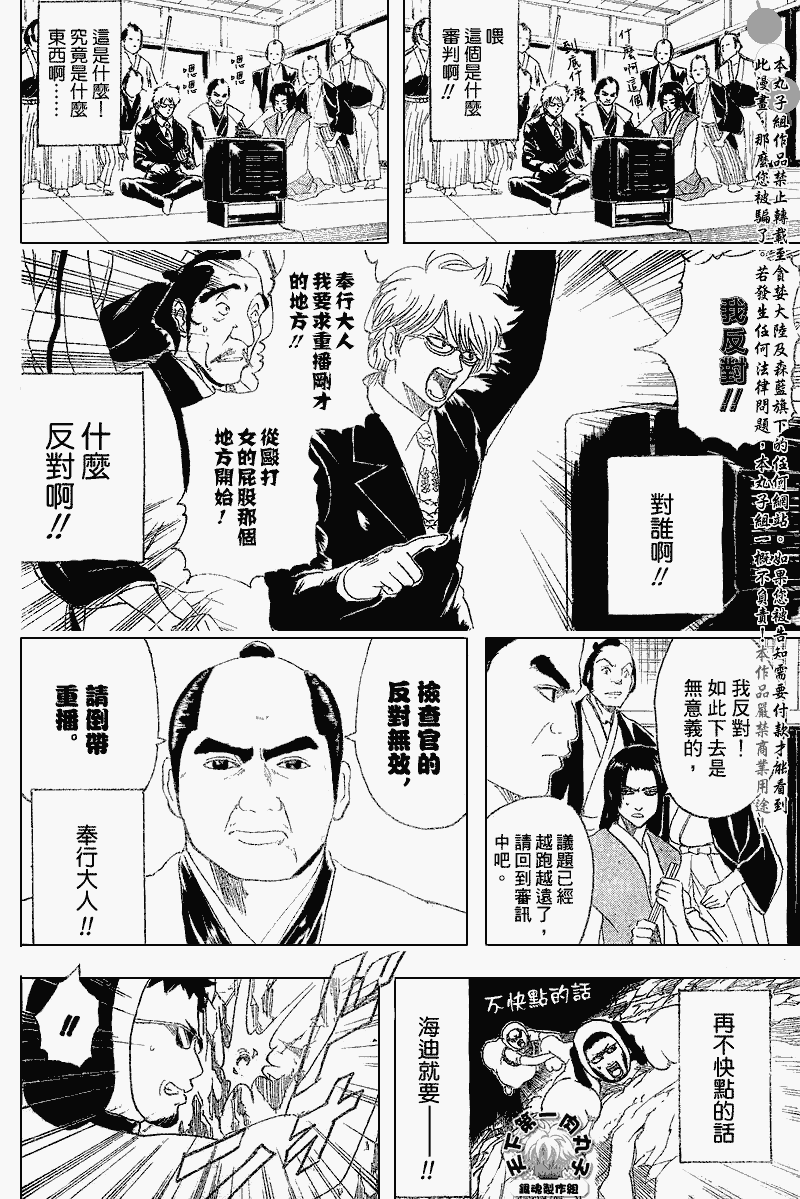 喂
這個是什麼
審判啊!!
到底什麼…
什麼啊這個!
這是什麼!
究竟是什麼
東西啊……
嗯嗯
嗯嗯
我反對!!
對誰啊!!
奉行大人
我要求重播剛才
的地方!!
從毆打
女的屁股那個
地方開始!
什麼
反對啊!!
我反對!
如此下去是
無意義的,
議題已經
越跑越遠了,
請回到審訊
中吧。
檢查官的
反對無效,
請倒帶
重播。
奉行大人!!
再不快點的話
不快點的話
海迪就要——!!
!!
本丸子組作品禁止轉載至貪婪大陸及森藍旗下的任何網站。如果您被告知需要付款才能看到
此漫畫,那麼您被騙了。若發生任何法律問題,本丸子組一概不負責!本作品嚴禁商業用途!
天下第一肉丸子
銀魂製作組